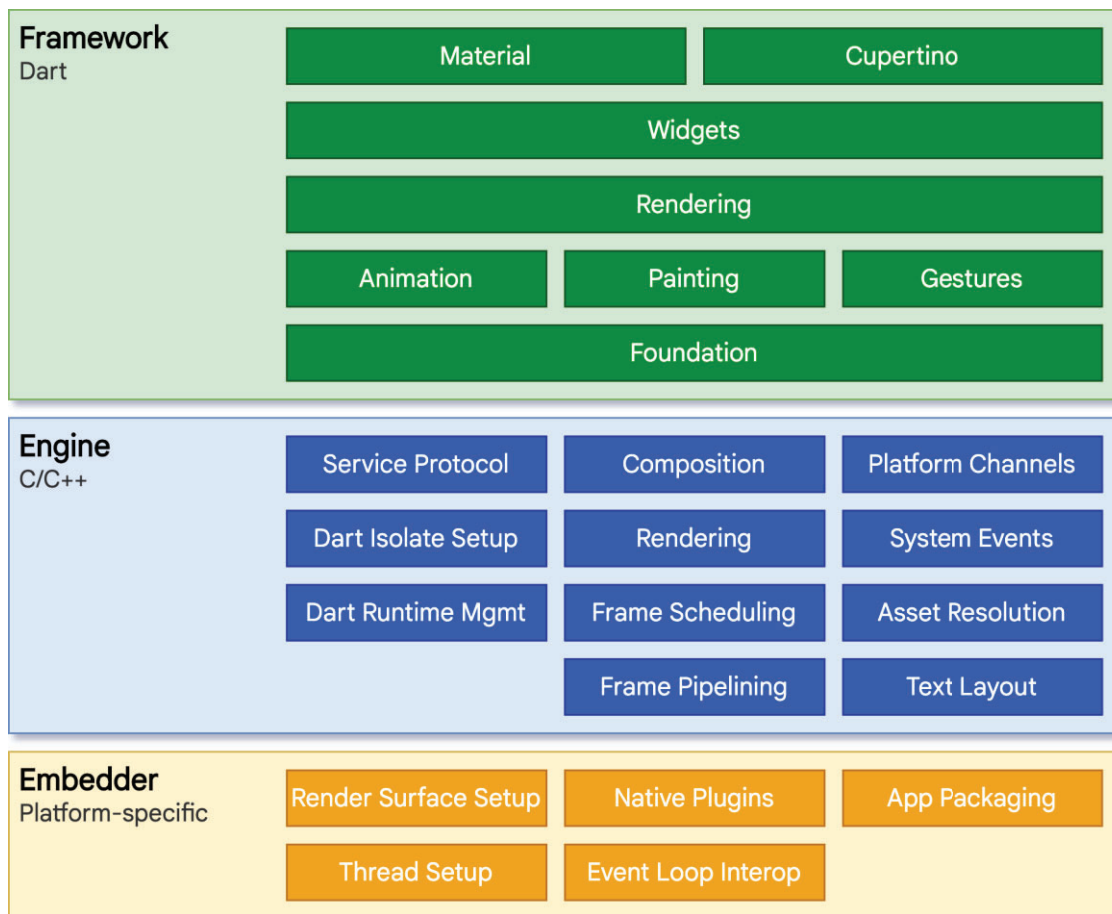 Framework
Dart
Material
Cupertino
Widgets
Rendering
Animation
Painting
Gestures
Foundation
Engine
C/C++
Service Protocol
Composition
Platform Channels
Dart Isolate Setup
Rendering
System Events
Dart Runtime Mgmt
Frame Scheduling
Asset Resolution
Frame Pipelining
Text Layout
Embedder
Platform-specific
Render Surface Setup
Native Plugins
App Packaging
Thread Setup
Event Loop Interop